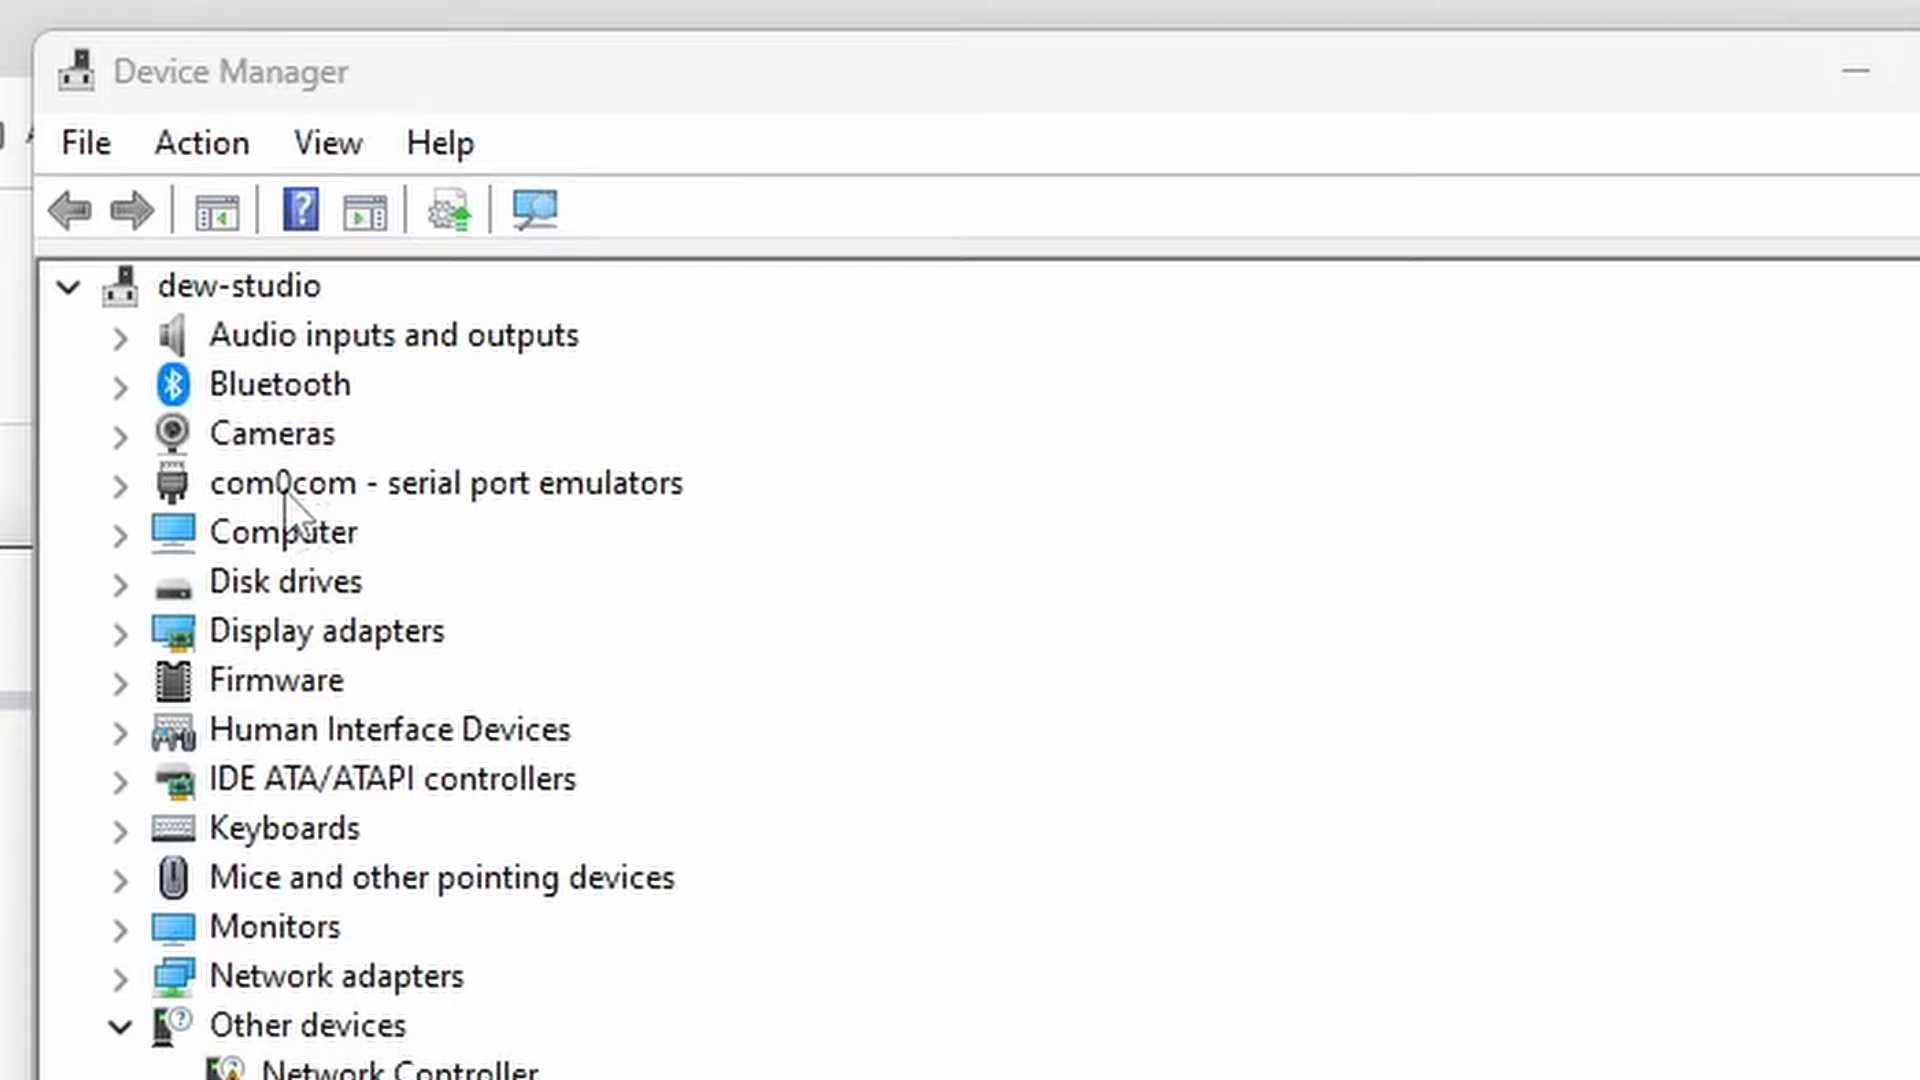 Device Manager
File Action View Help
dew-studio
Audio inputs and outputs
Bluetooth
Cameras
com0com - serial port emulators
Computer
Disk drives
Display adapters
Firmware
Human Interface Devices
IDE ATA/ATAPI controllers
Keyboards
Mice and other pointing devices
Monitors
Network adapters
Other devices
Network Controller